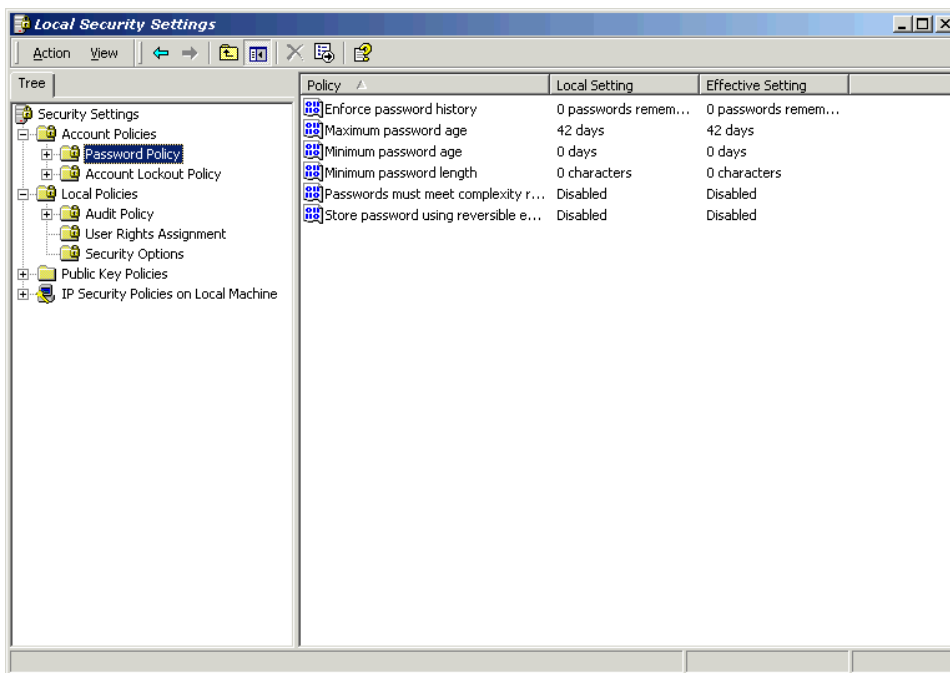 Local Security Settings
Action View
Tree
Security Settings
Account Policies
Password Policy
Account Lockout Policy
Local Policies
Audit Policy
User Rights Assignment
Security Options
Public Key Policies
IP Security Policies on Local Machine
Policy Local Setting Effective Setting
Enforce password history 0 passwords remem... 0 passwords remem...
Maximum password age 42 days 42 days
Minimum password age 0 days 0 days
Minimum password length 0 characters 0 characters
Passwords must meet complexity r... Disabled Disabled
Store password using reversible e... Disabled Disabled